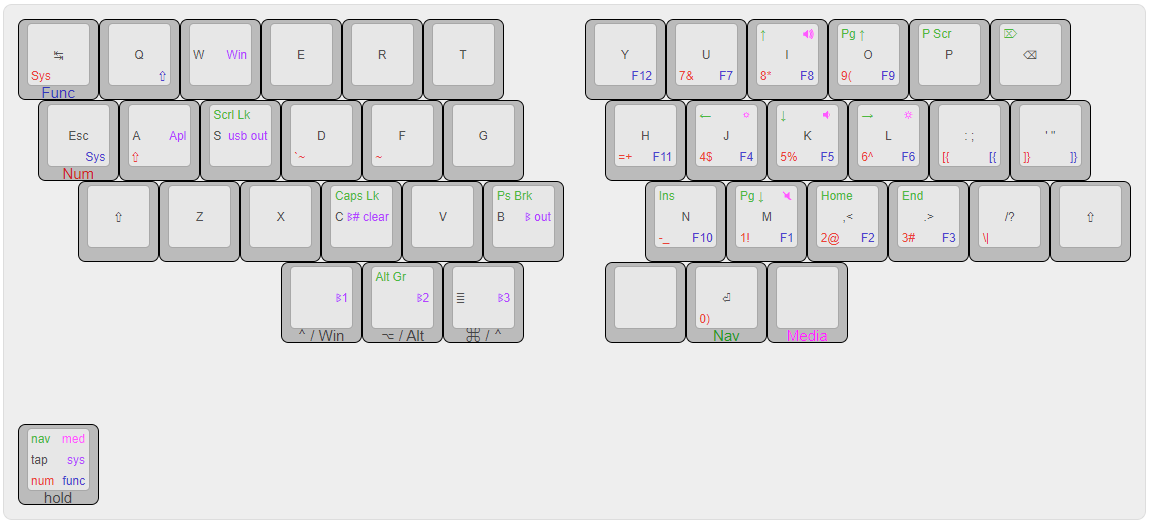 ↹
Sys
Func
Q
⇧
W Win
E
R
T
Y
F12
U
7& F7
↑
I
8* F8
Pg ↑
O
9( F9
P Scr
P
⌦
⌫
Esc
Sys
Num
A Apl
⇧
Scrl Lk
S usb out
D
`~
F
~
G
H
=+ F11
←
J
4$ F4
↓
K
5% F5
→
L
6^ F6
: ;
[{ [{
' "
]} ]}
⇧
Z
X
Caps Lk
C # clear
V
Ps Brk
B out
Ins
N
-_ F10
Pg ↓
M
1! F1
Home
,<
2@ F2
End
.>
3# F3
/?
\|
⇧
1
^ / Win
Alt Gr
2
⌥ / Alt
≣ 3
⌘ / ^
⏎
0)
Nav
Media
nav med
tap sys
num func
hold